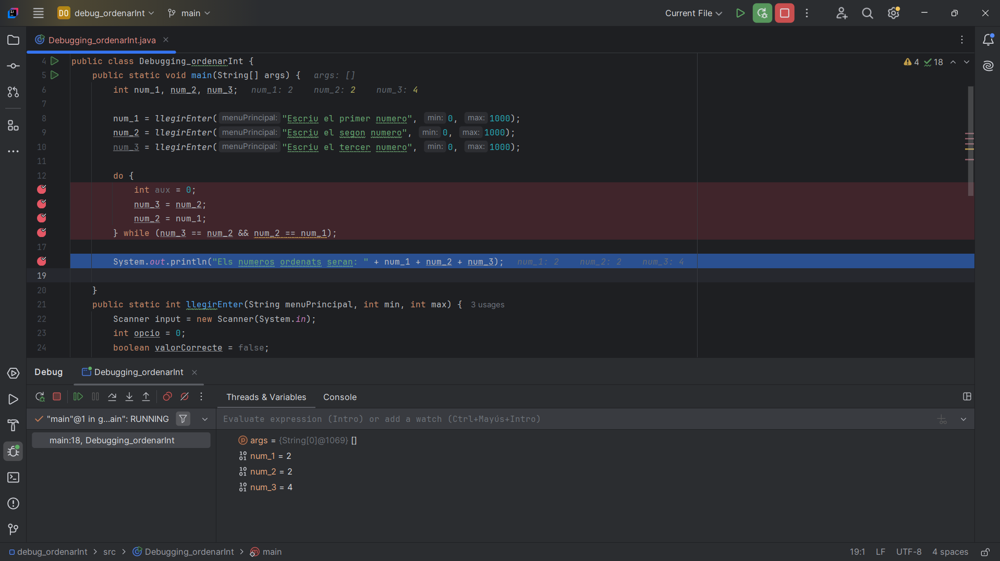 DO debug_ordenarInt main Current File
Debugging_ordenarInt.java
4 public class Debugging_ordenarInt { 4 18
5 public static void main(String[] args) { args: []
6 int num_1, num_2, num_3; num_1: 2 num_2: 2 num_3: 4
7
8 num_1 = llegirEnter( menuPrincipal: "Escriu el primer numero", min: 0, max: 1000);
9 num_2 = llegirEnter( menuPrincipal: "Escriu el segon numero", min: 0, max: 1000);
10 num_3 = llegirEnter( menuPrincipal: "Escriu el tercer numero", min: 0, max: 1000);
11
12 do {
int aux = 0;
num_3 = num_2;
num_2 = num_1;
} while (num_3 == num_2 && num_2 == num_1);
17
System.out.println("Els numeros ordenats seran: " + num_1 + num_2 + num_3); num_1: 2 num_2: 2 num_3: 4
19
20 }
21 public static int llegirEnter(String menuPrincipal, int min, int max) { 3 usages
22 Scanner input = new Scanner(System.in);
23 int opcio = 0;
24 boolean valorCorrecte = false;
Debug Debugging_ordenarInt
Threads & Variables Console
"main"@1 in g...ain": RUNNING Evaluate expression (Intro) or add a watch (Ctrl+Mayús+Intro)
main:18, Debugging_ordenarInt
args = {String[0]@1069} []
num_1 = 2
num_2 = 2
num_3 = 4
debug_ordenarInt > src > Debugging_ordenarInt > main 19:1 LF UTF-8 4 spaces